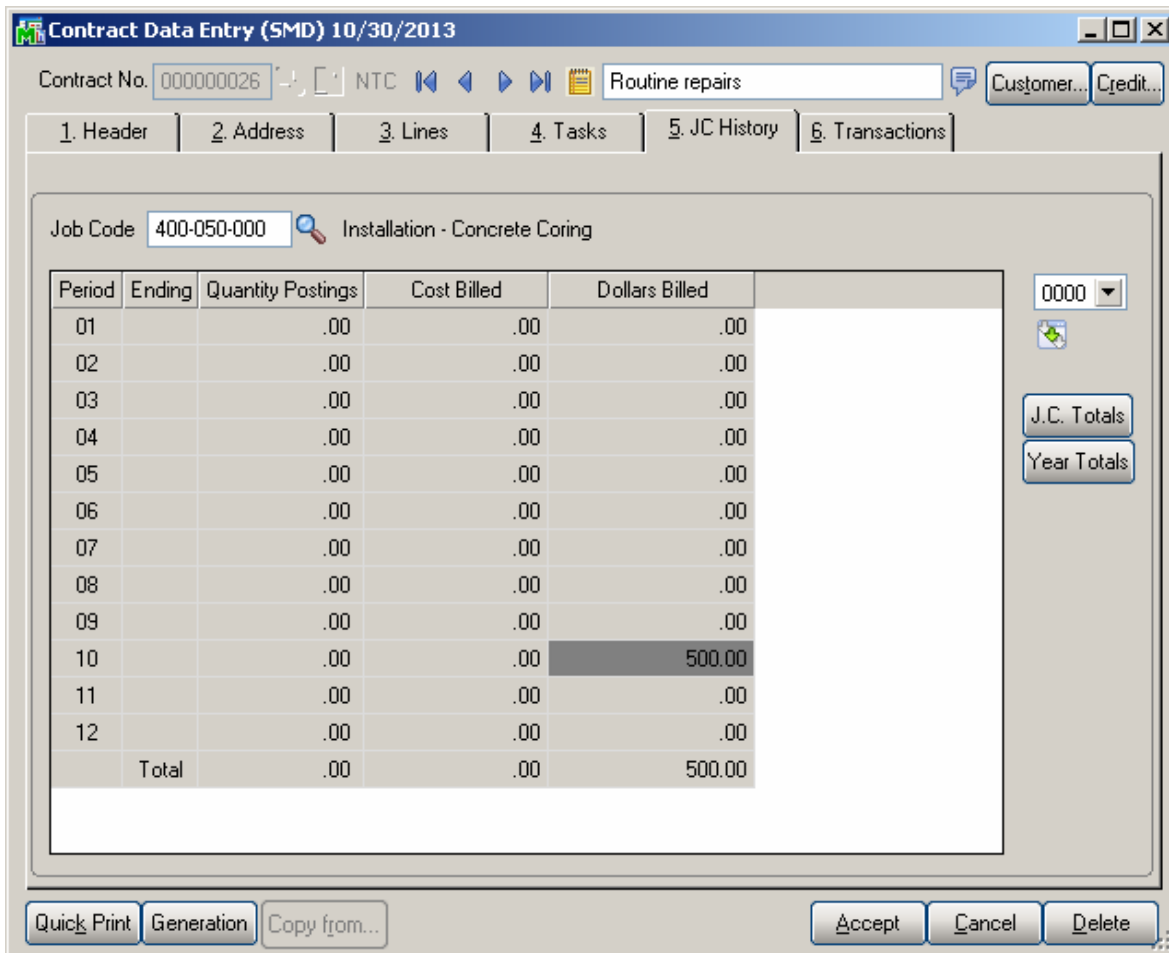 Contract Data Entry (SMD) 10/30/2013
Contract No. 000000026 NTC Routine repairs Customer... Credit...
1. Header 2. Address 3. Lines 4. Tasks 5. JC History 6. Transactions
Job Code 400-050-000 Installation - Concrete Coring
Period Ending Quantity Postings Cost Billed Dollars Billed 0000
01 .00 .00 .00
02 .00 .00 .00
03 .00 .00 .00
J.C. Totals
04 .00 .00 .00
Year Totals
05 .00 .00 .00
06 .00 .00 .00
07 .00 .00 .00
08 .00 .00 .00
09 .00 .00 .00
10 .00 .00 500.00
11 .00 .00 .00
12 .00 .00 .00
Total .00 .00 500.00
Quick Print Generation Copy from... Accept Cancel Delete